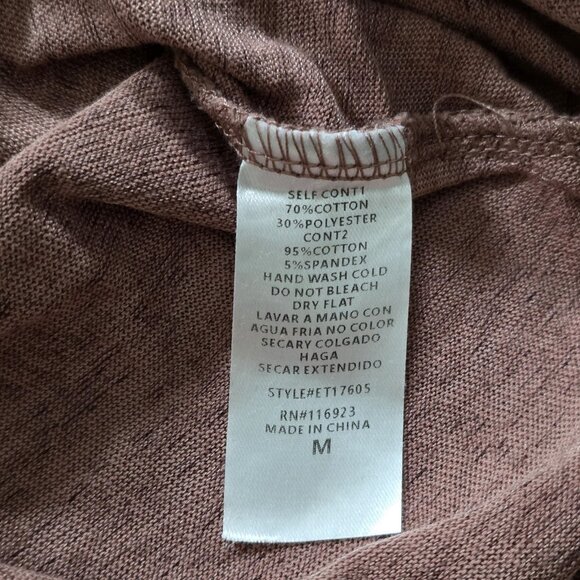 SELF CONT1
70%COTTON
30%POLYESTER
CONT2
95%COTTON
5%SPANDEX
HAND WASH COLD
DO NOT BLEACH
DRY FLAT
LAVAR A MANO CON
AGUA FRIA NO COLOR
SECARY COLGADO
HAGA
SECAR EXTENDIDO
STYLE#ET17605
RN#116923
MADE IN CHINA
M